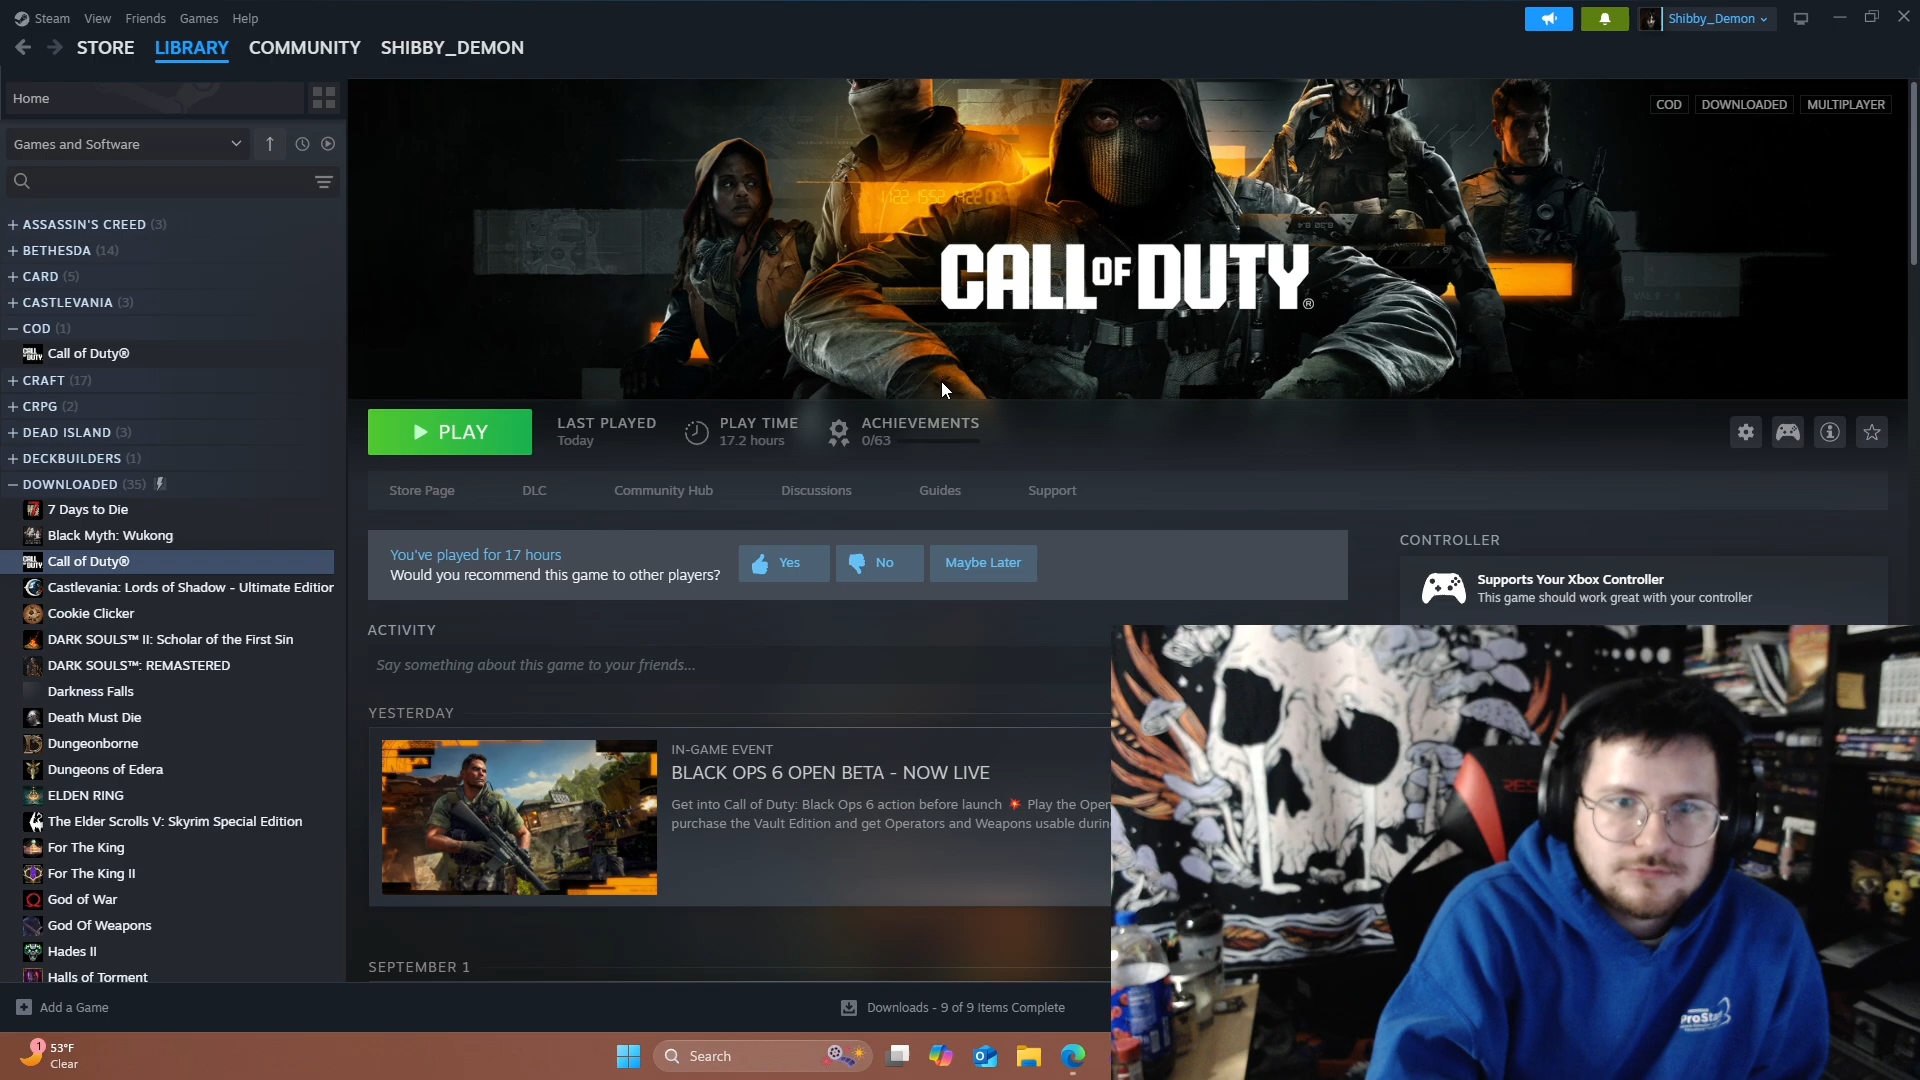 Steam View Friends Games Help
Shibby_Demon
STORE LIBRARY COMMUNITY SHIBBY_DEMON
Home
COD DOWNLOADED MULTIPLAYER
Games and Software
+ ASSASSIN'S CREED (3)
+ BETHESDA (14)
+ CARD (5)
+ CASTLEVANIA (3)
— COD (1)
Call of Duty®
+ CRAFT (17)
+ CRPG (2)
+ DEAD ISLAND (3)
+ DECKBUILDERS (1)
— DOWNLOADED (35)
7 Days to Die
Black Myth: Wukong
Call of Duty®
Castlevania: Lords of Shadow - Ultimate Edition
Cookie Clicker
DARK SOULS™ II: Scholar of the First Sin
DARK SOULS™: REMASTERED
Darkness Falls
Death Must Die
Dungeonborne
Dungeons of Edera
ELDEN RING
The Elder Scrolls V: Skyrim Special Edition
For The King
For The King II
God of War
God Of Weapons
Hades II
Halls of Torment
CALL OF DUTY®
PLAY
LAST PLAYED
Today
PLAY TIME
17.2 hours
ACHIEVEMENTS
0/63
Store Page DLC Community Hub Discussions Guides Support
You've played for 17 hours
Would you recommend this game to other players?
Yes No Maybe Later
CONTROLLER
Supports Your Xbox Controller
This game should work great with your controller
ACTIVITY
Say something about this game to your friends...
YESTERDAY
IN-GAME EVENT
BLACK OPS 6 OPEN BETA - NOW LIVE
Get into Call of Duty: Black Ops 6 action before launch 💥 Play the Open
purchase the Vault Edition and get Operators and Weapons usable durin
SEPTEMBER 1
Add a Game
Downloads - 9 of 9 Items Complete
1
53°F
Clear
Search
ProStar